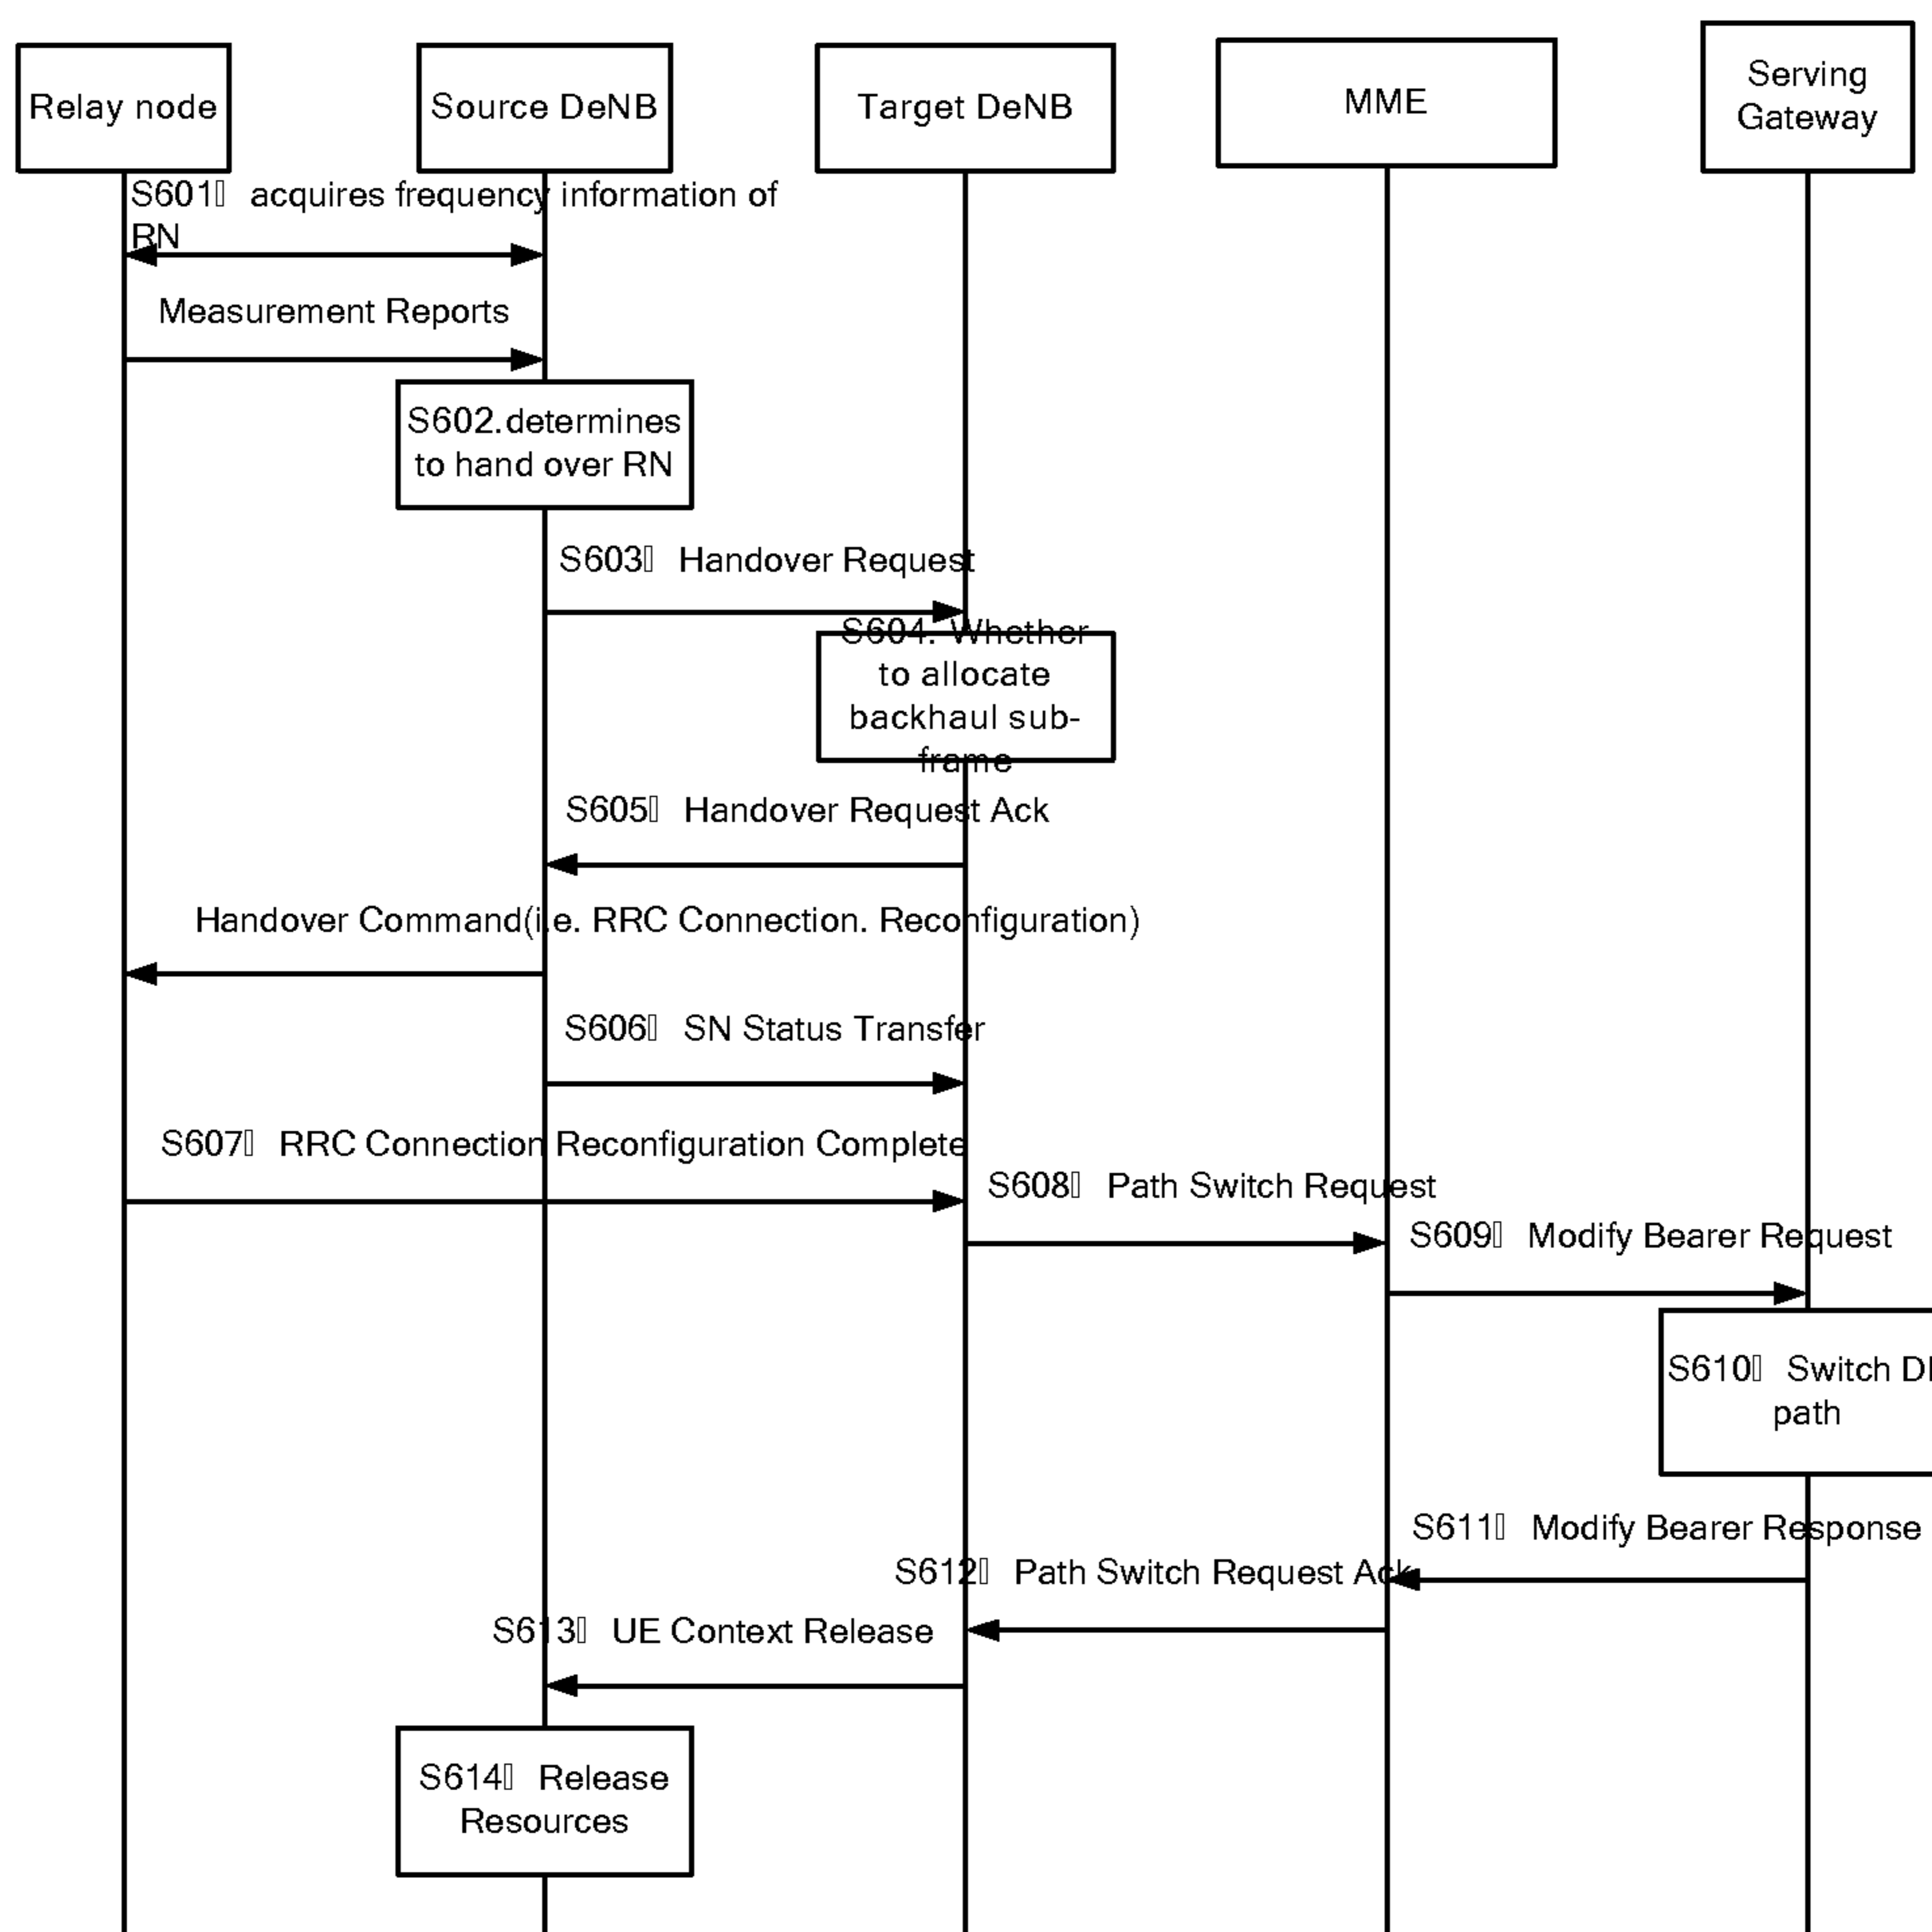 Relay node
Source DeNB
Target DeNB
MME
Serving
Gateway
S601 acquires frequency information of
RN
Measurement Reports
S602.determines
to hand over RN
S603 Handover Request
S604. Whether
to allocate
backhaul sub-
frame
S605 Handover Request Ack
Handover Command(i.e. RRC Connection. Reconfiguration)
S606 SN Status Transfer
S607 RRC Connection Reconfiguration Complete
S608 Path Switch Request
S609 Modify Bearer Request
S610 Switch
path
S611 Modify Bearer Response
S612 Path Switch Request Ack
S613 UE Context Release
S614 Release
Resources